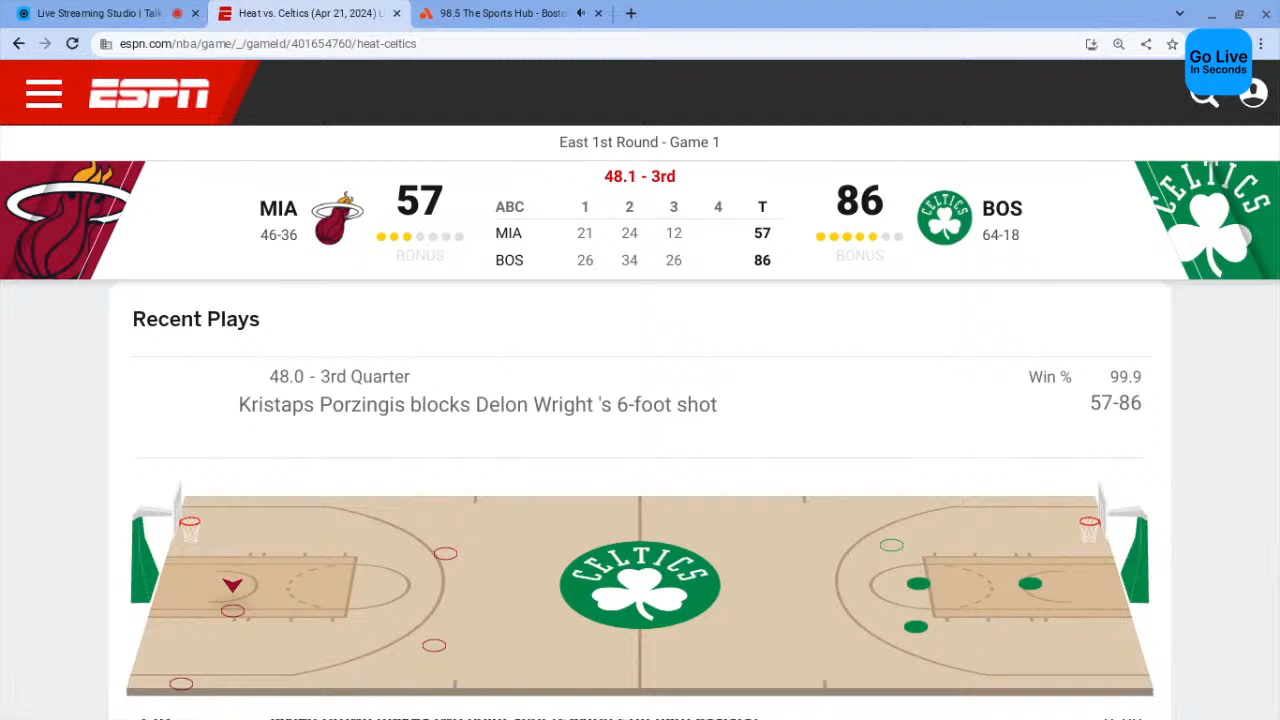 Live Streaming Studio | Talk
Heat vs. Celtics (Apr 21, 2024) L
98.5 The Sports Hub - Bosto
espn.com/nba/game/_/gameId/401654760/heat-celtics
Go Live
In Seconds
ESPN
East 1st Round - Game 1
48.1 - 3rd
MIA 57 86 BOS
46-36 64-18
BONUS BONUS
ABC 1 2 3 4 T
MIA 21 24 12 57
BOS 26 34 26 86
CELTICS
Recent Plays
48.0 - 3rd Quarter Win % 99.9
Kristaps Porzingis blocks Delon Wright 's 6-foot shot 57-86
CELTICS